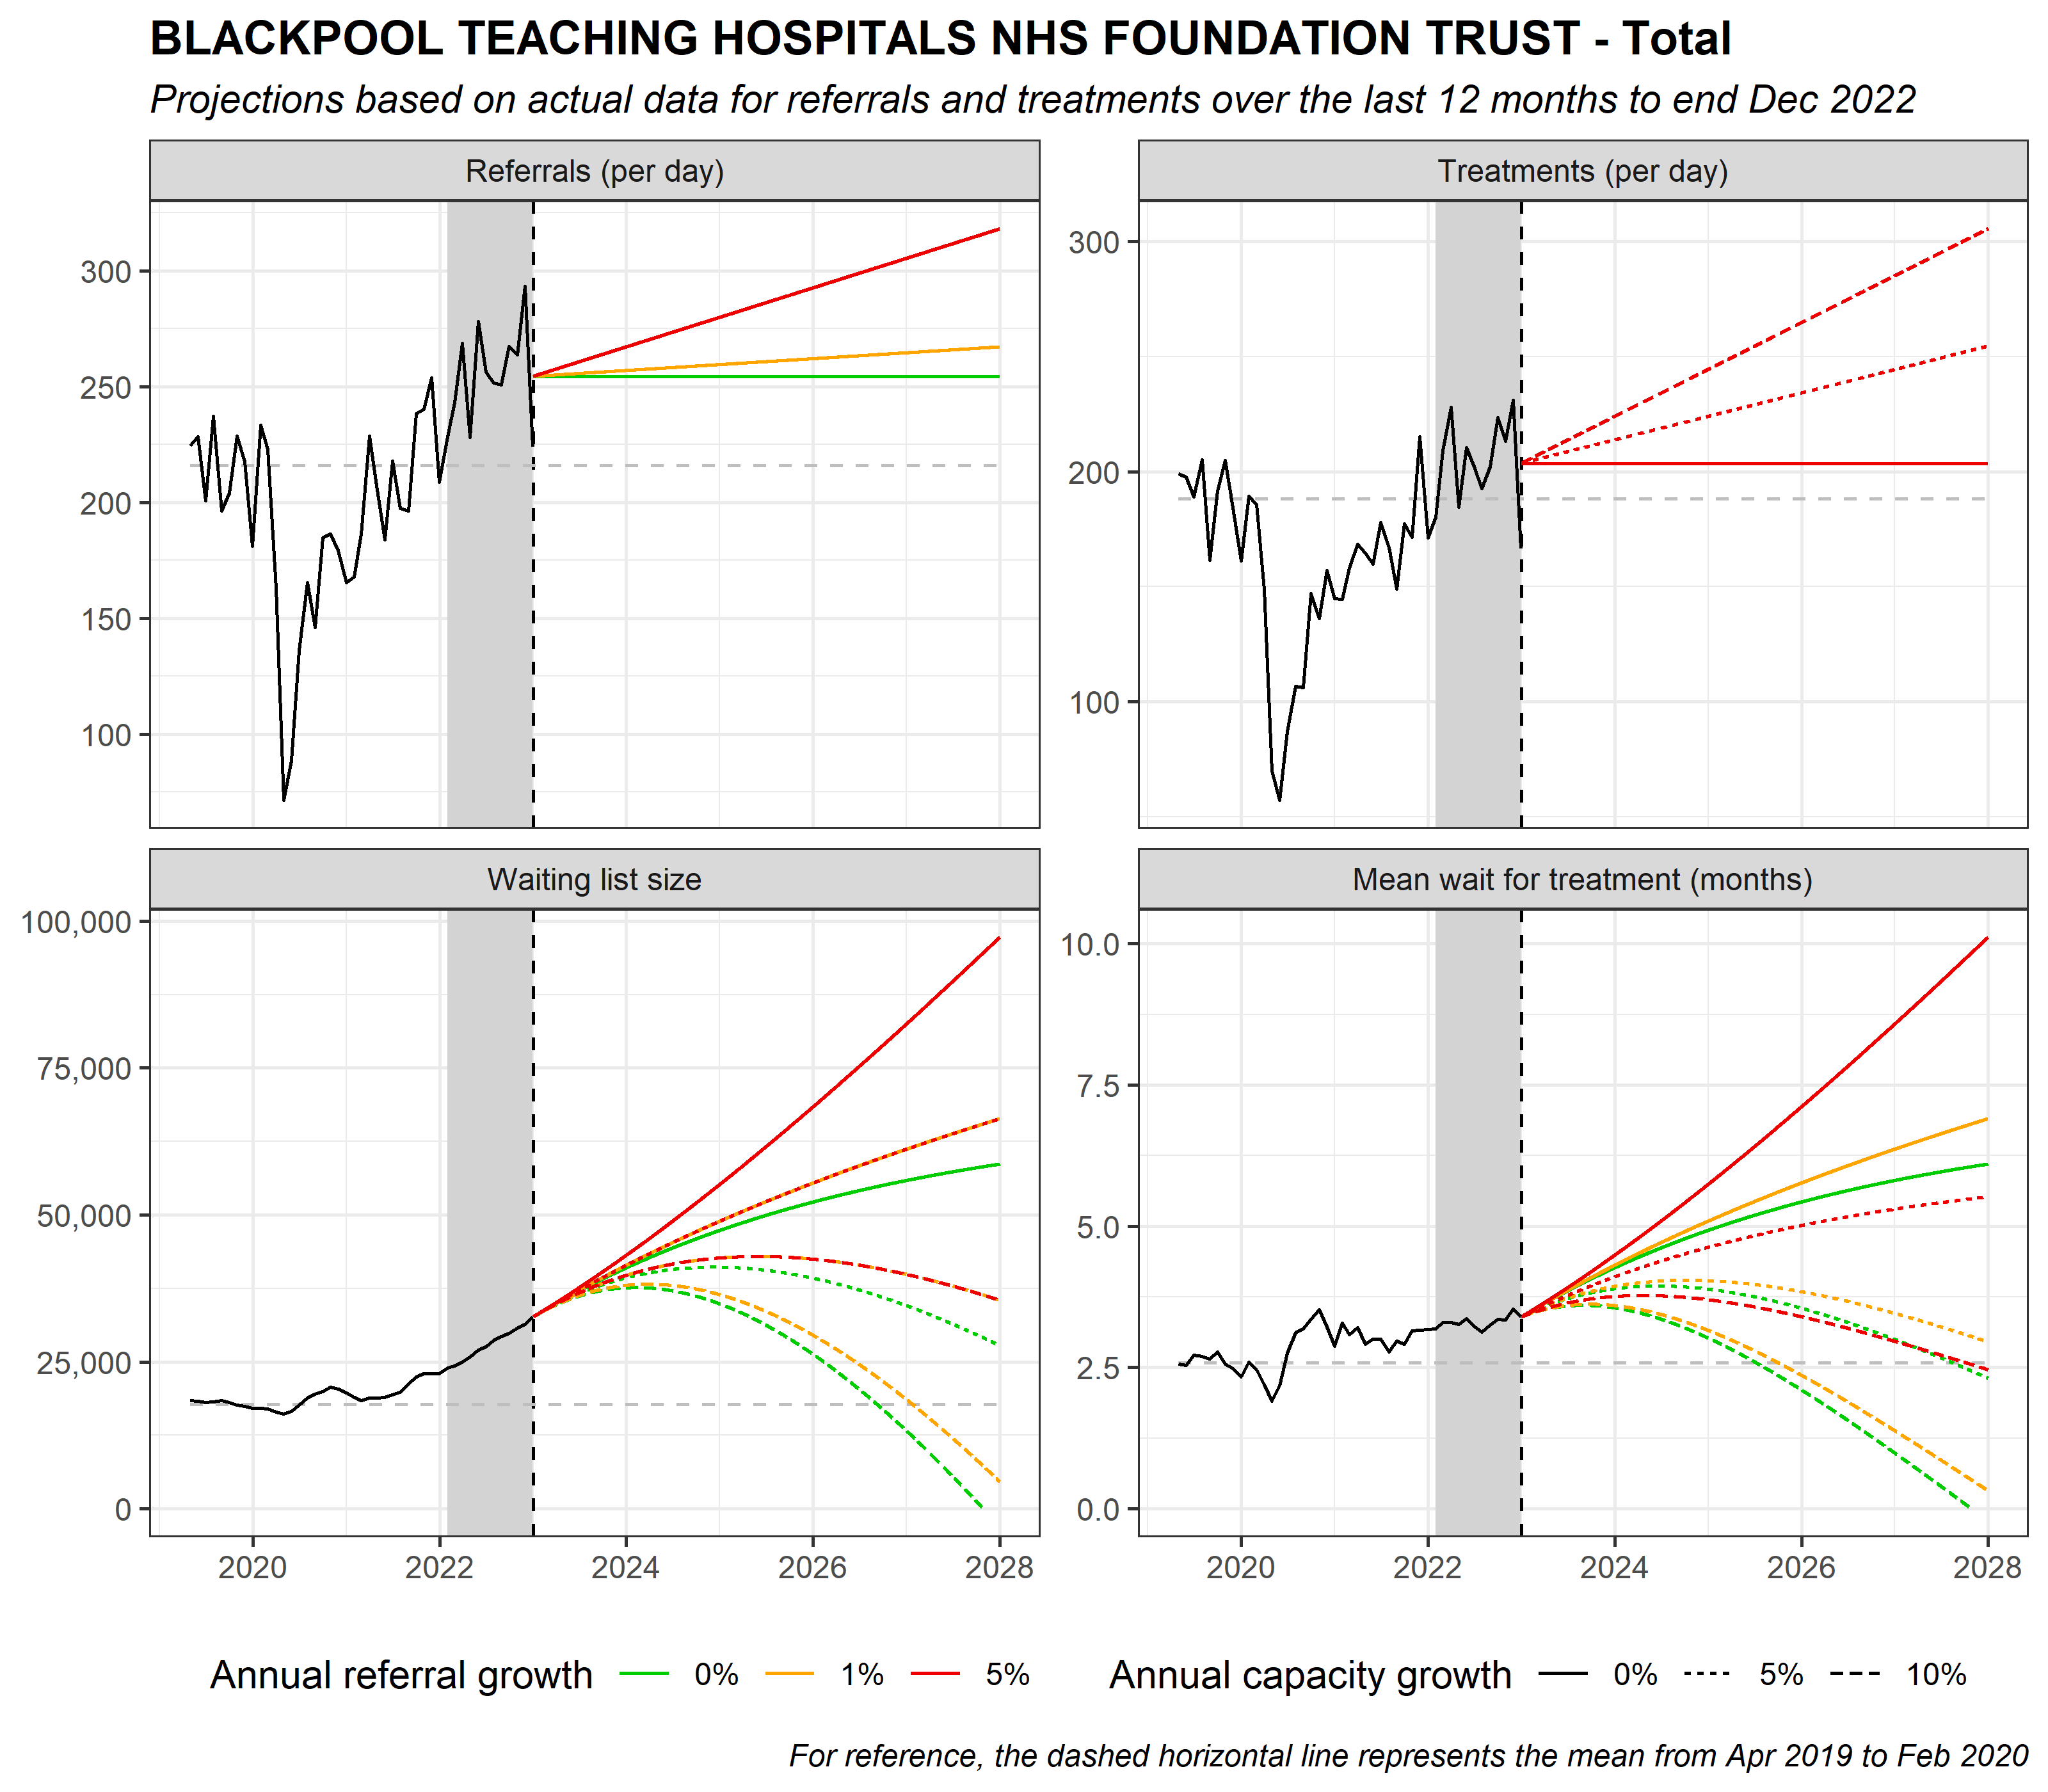 BLACKPOOL TEACHING HOSPITALS NHS FOUNDATION TRUST - Total
Projections based on actual data for referrals and treatments over the last 12 months to end Dec 2022
Referrals (per day)
300
250
200
150
100
Treatments (per day)
300
200
100
Waiting list size
100,000
75,000
50,000
25,000
0
2020 2022 2024 2026 2028
Mean wait for treatment (months)
10.0
7.5
5.0
2.5
0.0
2020 2022 2024 2026 2028
Annual referral growth 0% 1% 5%
Annual capacity growth 0% 5% 10%
For reference, the dashed horizontal line represents the mean from Apr 2019 to Feb 2020